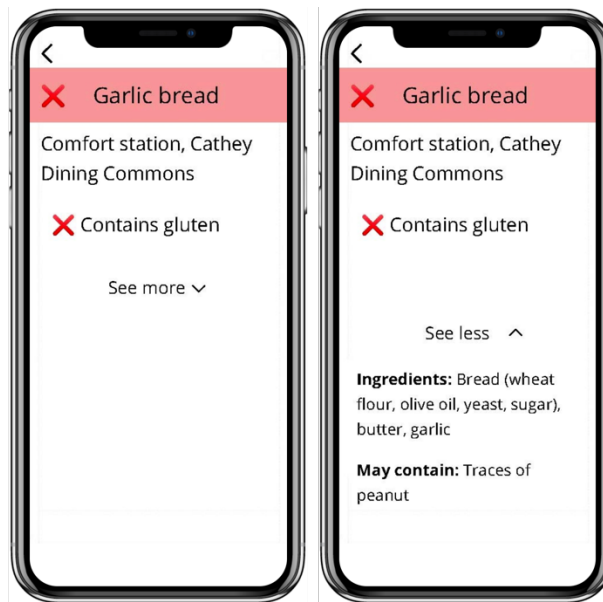 Garlic bread
Comfort station, Cathey
Dining Commons
Contains gluten
See more
Garlic bread
Comfort station, Cathey
Dining Commons
Contains gluten
See less
Ingredients: Bread (wheat
flour, olive oil, yeast, sugar),
butter, garlic
May contain: Traces of
peanut